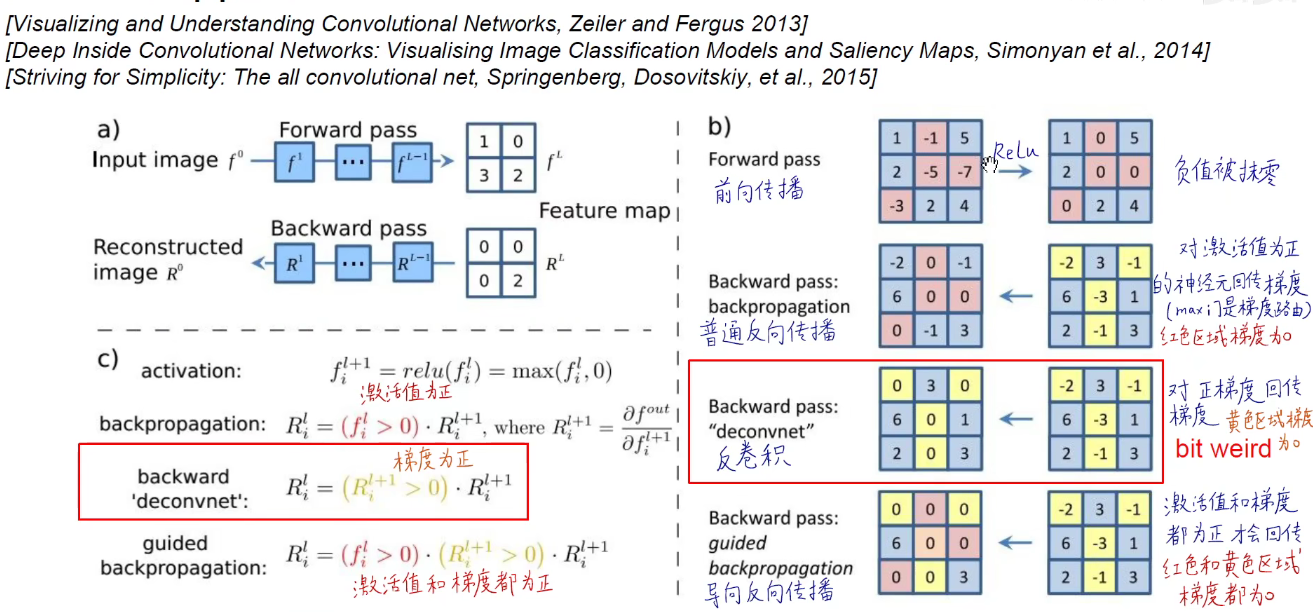 [Visualizing and Understanding Convolutional Networks, Zeiler and Fergus 2013]
[Deep Inside Convolutional Networks: Visualising Image Classification Models and Saliency Maps, Simonyan et al., 2014]
[Striving for Simplicity: The all convolutional net, Springenberg, Dosovitskiy, et al., 2015]
a)
Forward pass
Input image f⁰
f¹ ... f^{L-1}
1 0
3 2
f^L
Feature map
Backward pass
Reconstructed
image R⁰
R¹ ... R^{L-1}
0 0
0 2
R^L
c)
activation: f_i^{l+1} = relu(f_i^l) = max(f_i^l, 0)
激活值为正
backpropagation: R_i^l = (f_i^l > 0) · R_i^{l+1}, where R_i^{l+1} = ∂f^{out} / ∂f_i^{l+1}
梯度为正
backward
'deconvnet': R_i^l = (R_i^{l+1} > 0) · R_i^{l+1}
guided
backpropagation: R_i^l = (f_i^l > 0) · (R_i^{l+1} > 0) · R_i^{l+1}
激活值和梯度都为正
b)
Forward pass
前向传播
1 -1 5
2 -5 -7
-3 2 4
ReLu
1 0 5
2 0 0
0 2 4
负值被抹零
Backward pass:
backpropagation
普通反向传播
-2 0 -1
6 0 0
0 -1 3
-2 3 -1
6 -3 1
2 -1 3
对激活值为正
的神经元回传梯度
(max门是梯度路由)
红色区域梯度为0
Backward pass:
“deconvnet”
反卷积
0 3 0
6 0 1
2 0 3
-2 3 -1
6 -3 1
2 -1 3
对正梯度回传
梯度 黄色区域梯度
bit weird 为0
Backward pass:
guided
backpropagation
导向反向传播
0 0 0
6 0 0
0 0 3
-2 3 -1
6 -3 1
2 -1 3
激活值和梯度
都为正才会回传
红色和黄色区域
梯度都为0